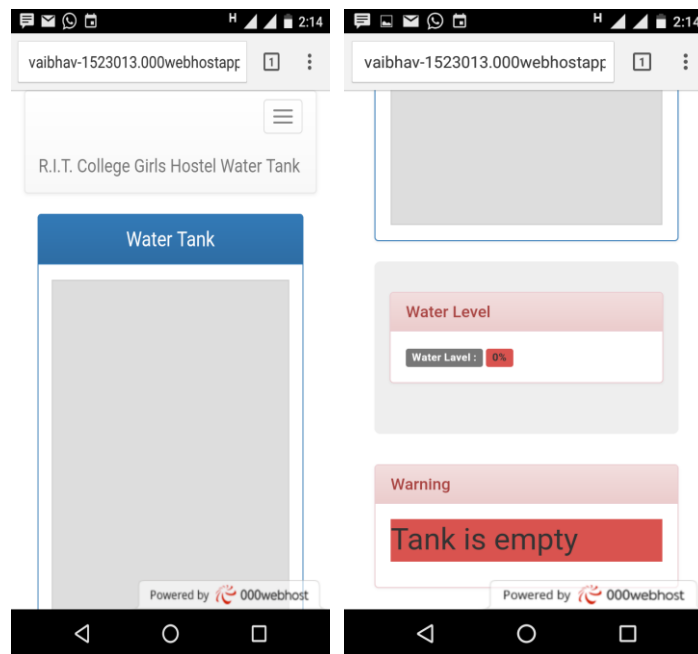 H 2:14
vaibhav-1523013.000webhostapp
1
R.I.T. College Girls Hostel Water Tank
Water Tank
Powered by 000webhost
H 2:14
vaibhav-1523013.000webhostapp
1
Water Level
Water Lavel : 0%
Warning
Tank is empty
Powered by 000webhost